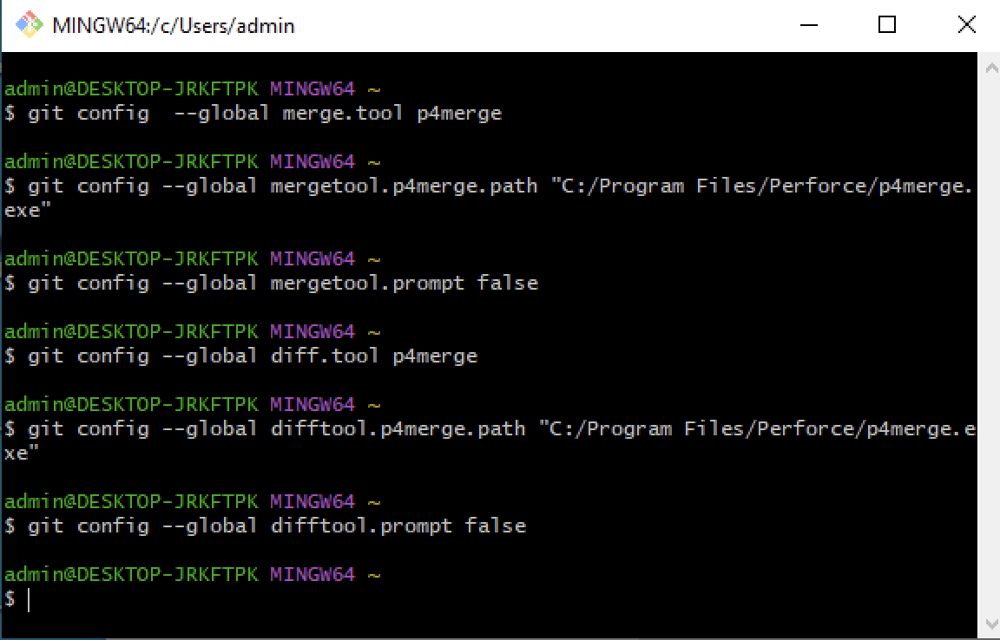 MINGW64:/c/Users/admin
admin@DESKTOP-JRKFTPK MINGW64 ~
$ git config  --global merge.tool p4merge
admin@DESKTOP-JRKFTPK MINGW64 ~
$ git config --global mergetool.p4merge.path "C:/Program Files/Perforce/p4merge.
exe"
admin@DESKTOP-JRKFTPK MINGW64 ~
$ git config --global mergetool.prompt false
admin@DESKTOP-JRKFTPK MINGW64 ~
$ git config --global diff.tool p4merge
admin@DESKTOP-JRKFTPK MINGW64 ~
$ git config --global difftool.p4merge.path "C:/Program Files/Perforce/p4merge.e
xe"
admin@DESKTOP-JRKFTPK MINGW64 ~
$ git config --global difftool.prompt false
admin@DESKTOP-JRKFTPK MINGW64 ~
$